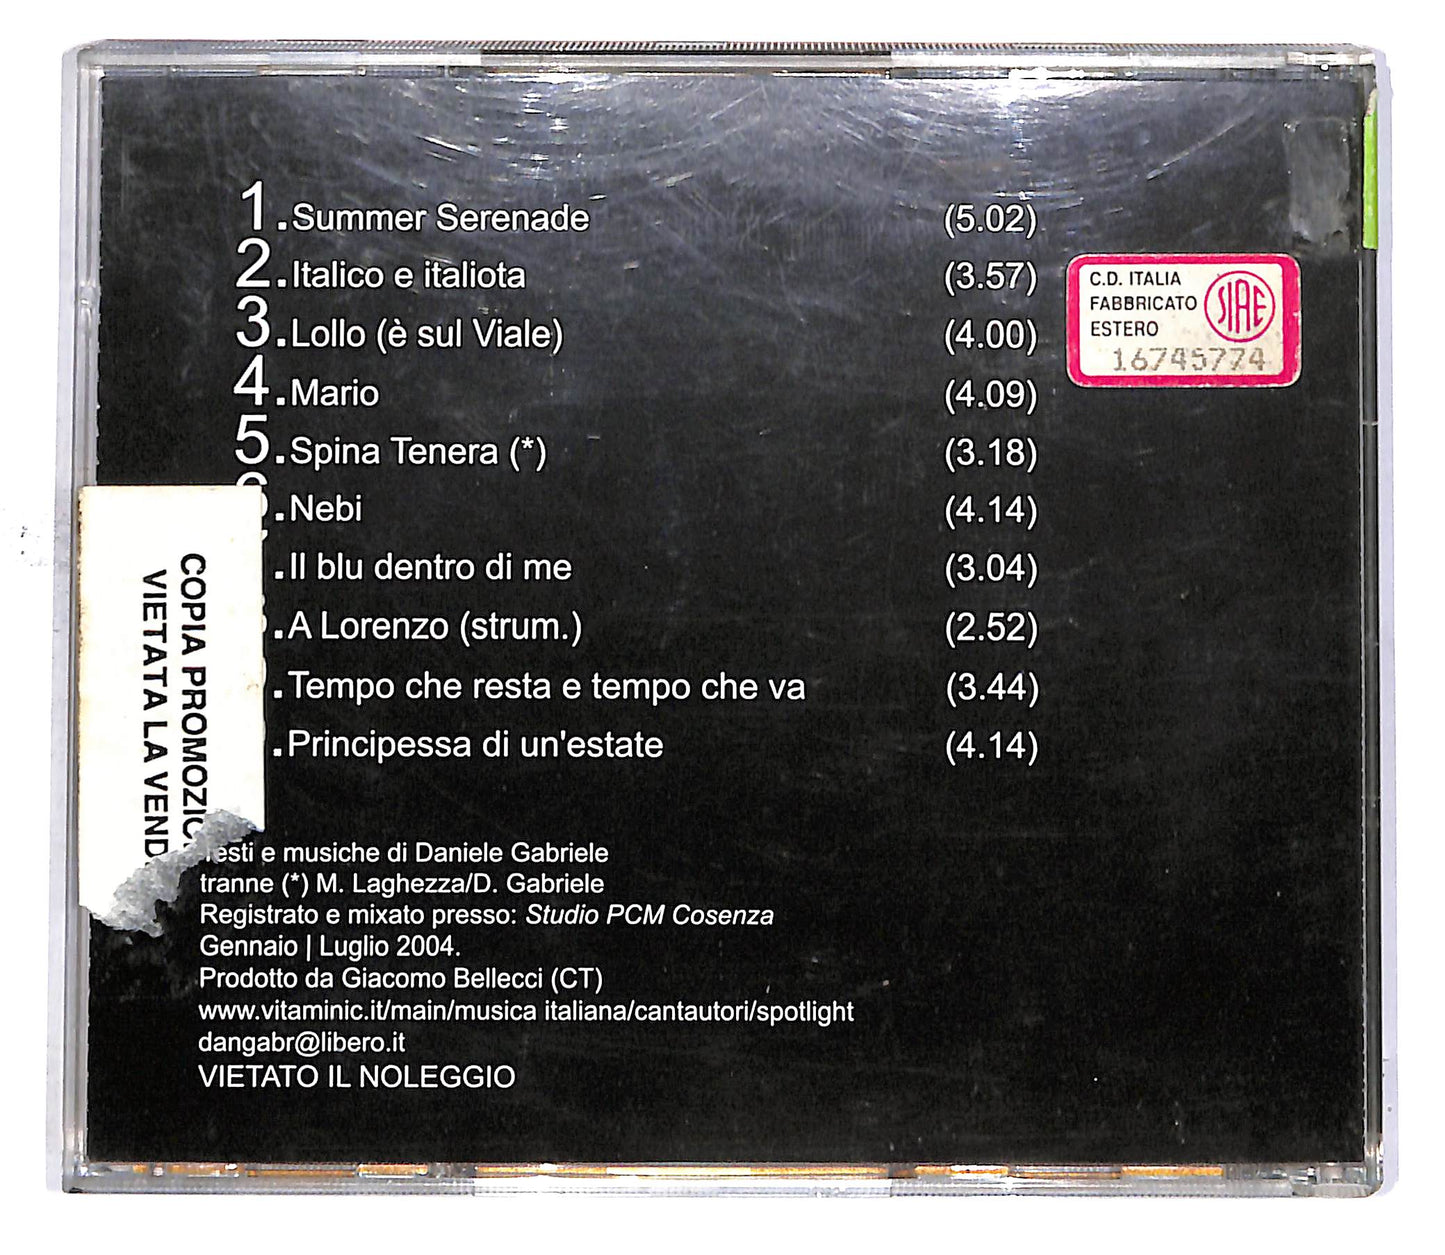 1.Summer Serenade (5.02)
2.Italico e italiota (3.57)
3.Lollo (è sul Viale) (4.00)
4.Mario (4.09)
5.Spina Tenera (*) (3.18)
.Nebi (4.14)
.Il blu dentro di me (3.04)
.A Lorenzo (strum.) (2.52)
.Tempo che resta e tempo che va (3.44)
.Principessa di un'estate (4.14)
C.D. ITALIA
FABBRICATO
ESTERO
SIAE
16745774
COPIA PROMOZIO
VIETATA LA VEND
Testi e musiche di Daniele Gabriele
tranne (*) M. Laghezza/D. Gabriele
Registrato e mixato presso: Studio PCM Cosenza
Gennaio | Luglio 2004.
Prodotto da Giacomo Bellecci (CT)
www.vitaminic.it/main/musica italiana/cantautori/spotlight
dangabr@libero.it
VIETATO IL NOLEGGIO